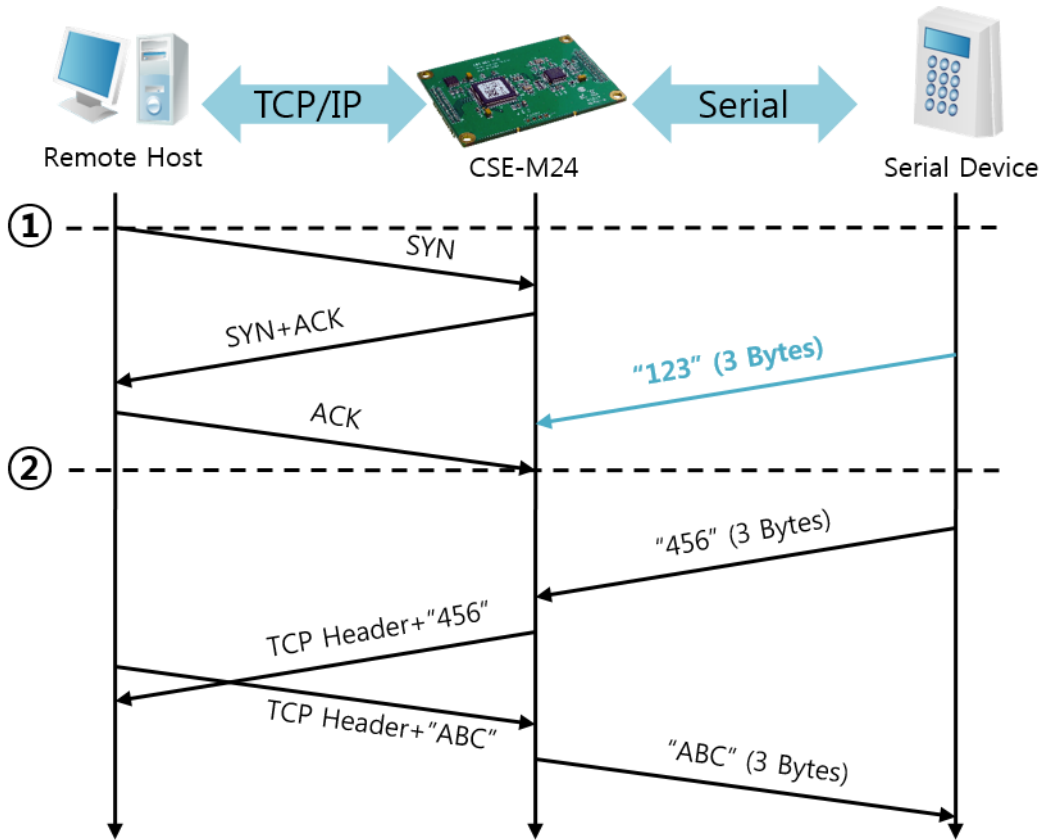 TCP/IP
Serial
Remote Host
CSE-M24
Serial Device
①
SYN
SYN+ACK
"123" (3 Bytes)
ACK
②
"456" (3 Bytes)
TCP Header+"456"
TCP Header+"ABC"
"ABC" (3 Bytes)